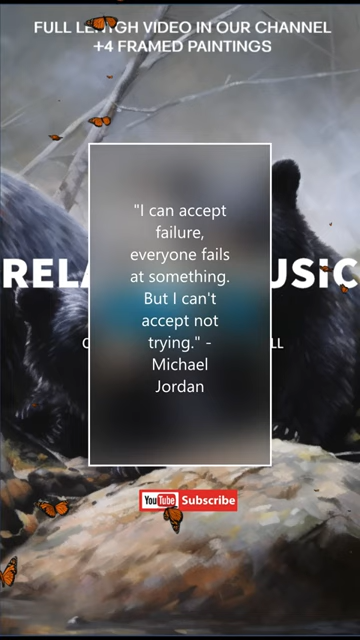 FULL LENTGH VIDEO IN OUR CHANNEL
+4 FRAMED PAINTINGS
"I can accept
failure,
everyone fails
at something.
But I can't
accept not
trying." -
Michael
Jordan
YouTube Subscribe